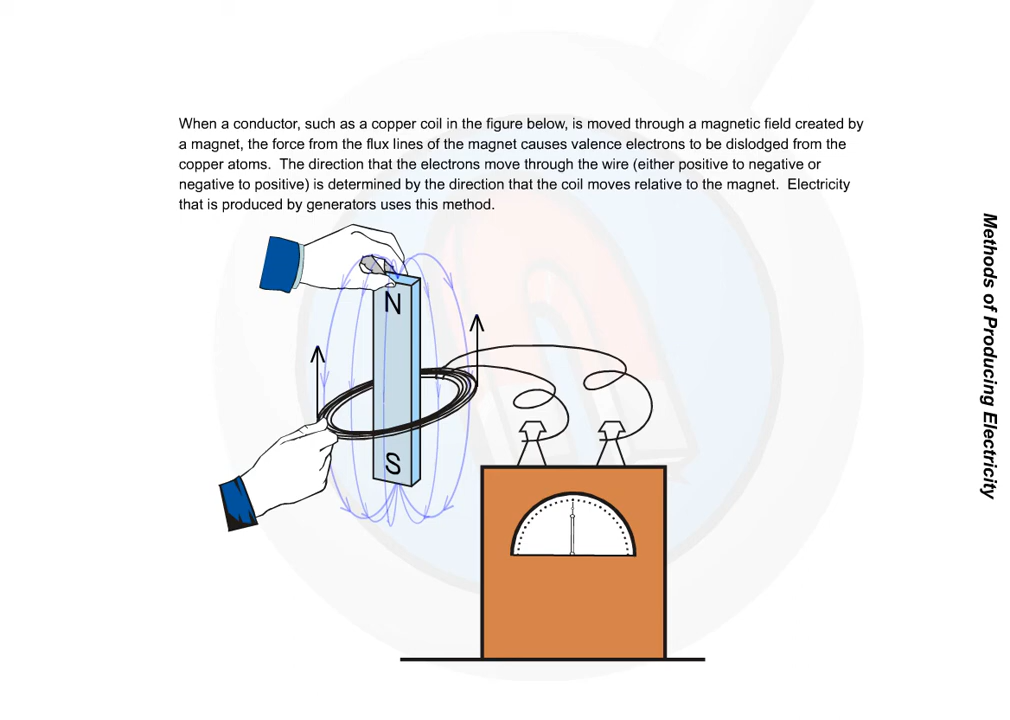 When a conductor, such as a copper coil in the figure below, is moved through a magnetic field created by
a magnet, the force from the flux lines of the magnet causes valence electrons to be dislodged from the
copper atoms.  The direction that the electrons move through the wire (either positive to negative or
negative to positive) is determined by the direction that the coil moves relative to the magnet.  Electricity
that is produced by generators uses this method.
N
S
Methods of Producing Electricity